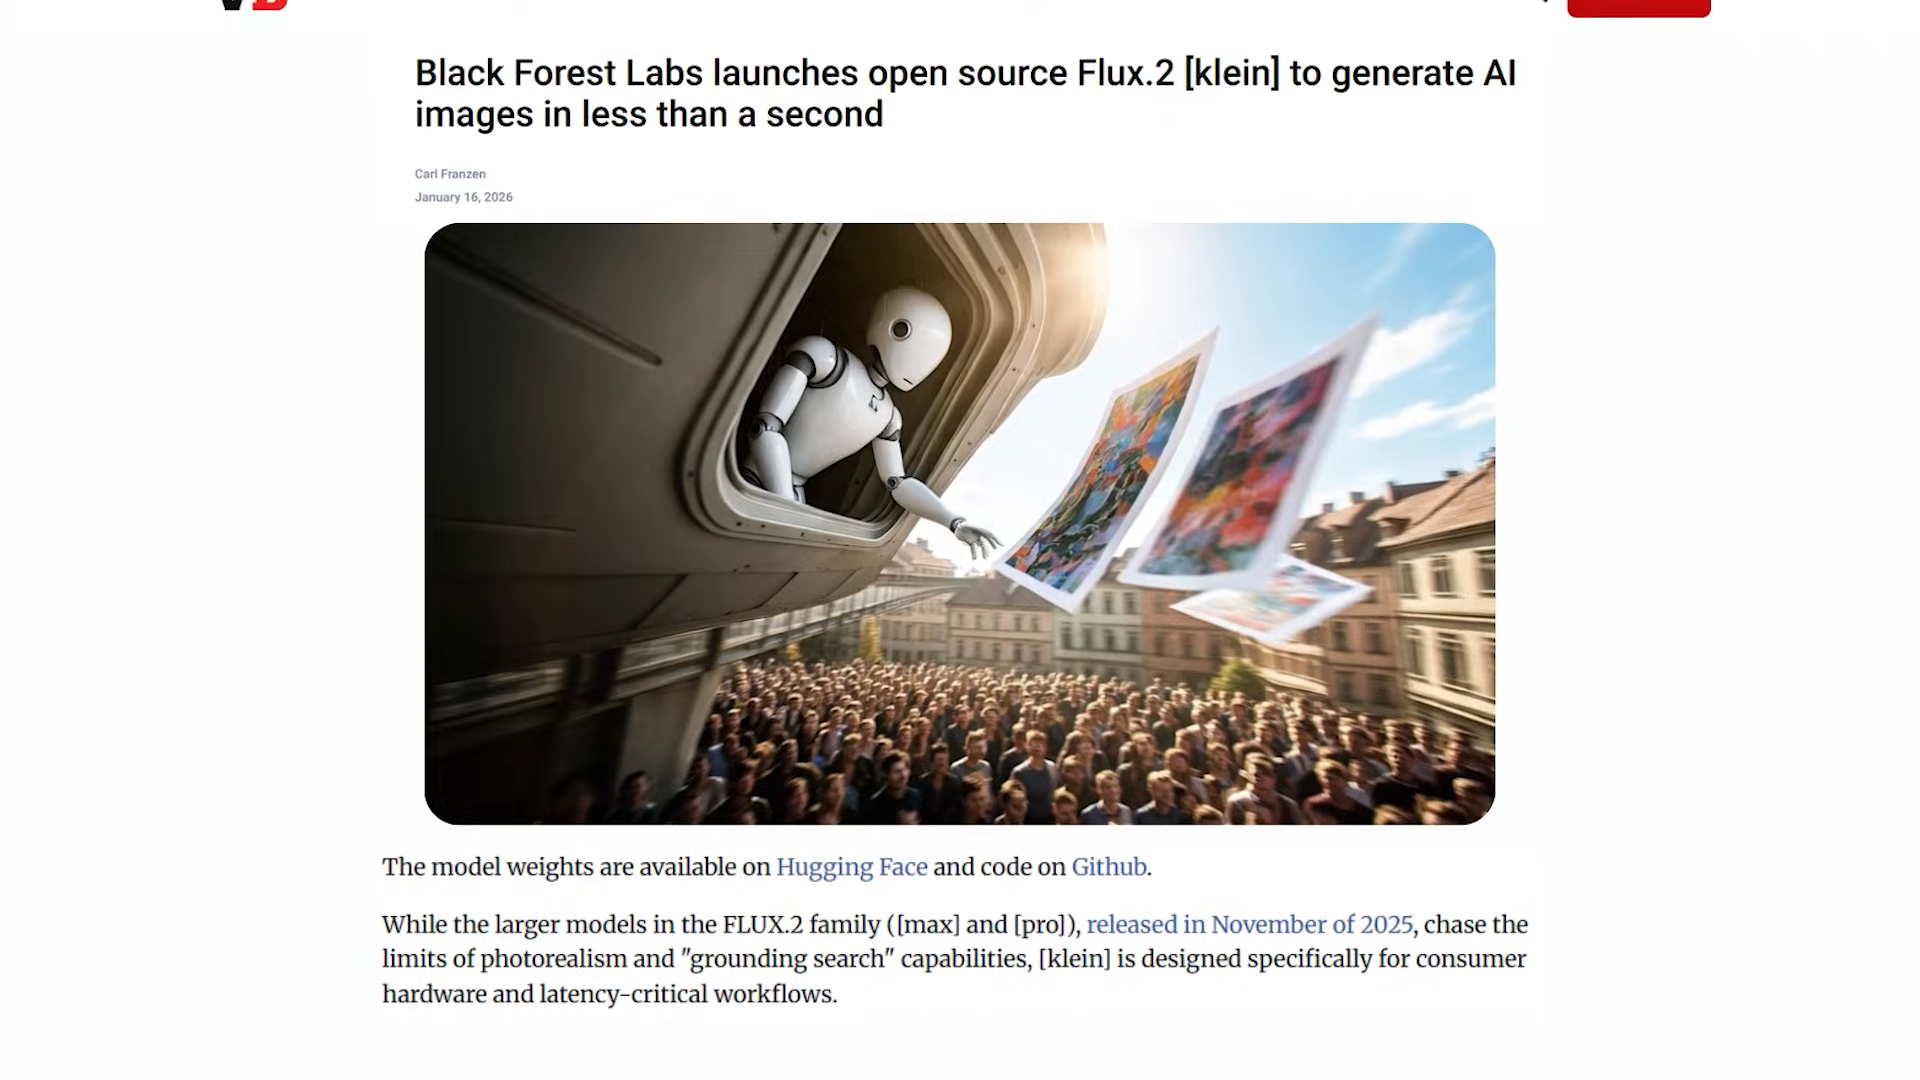 Black Forest Labs launches open source Flux.2 [klein] to generate AI
images in less than a second
Carl Franzen
January 16, 2026
The model weights are available on Hugging Face and code on Github.
While the larger models in the FLUX.2 family ([max] and [pro]), released in November of 2025, chase the
limits of photorealism and "grounding search" capabilities, [klein] is designed specifically for consumer
hardware and latency-critical workflows.